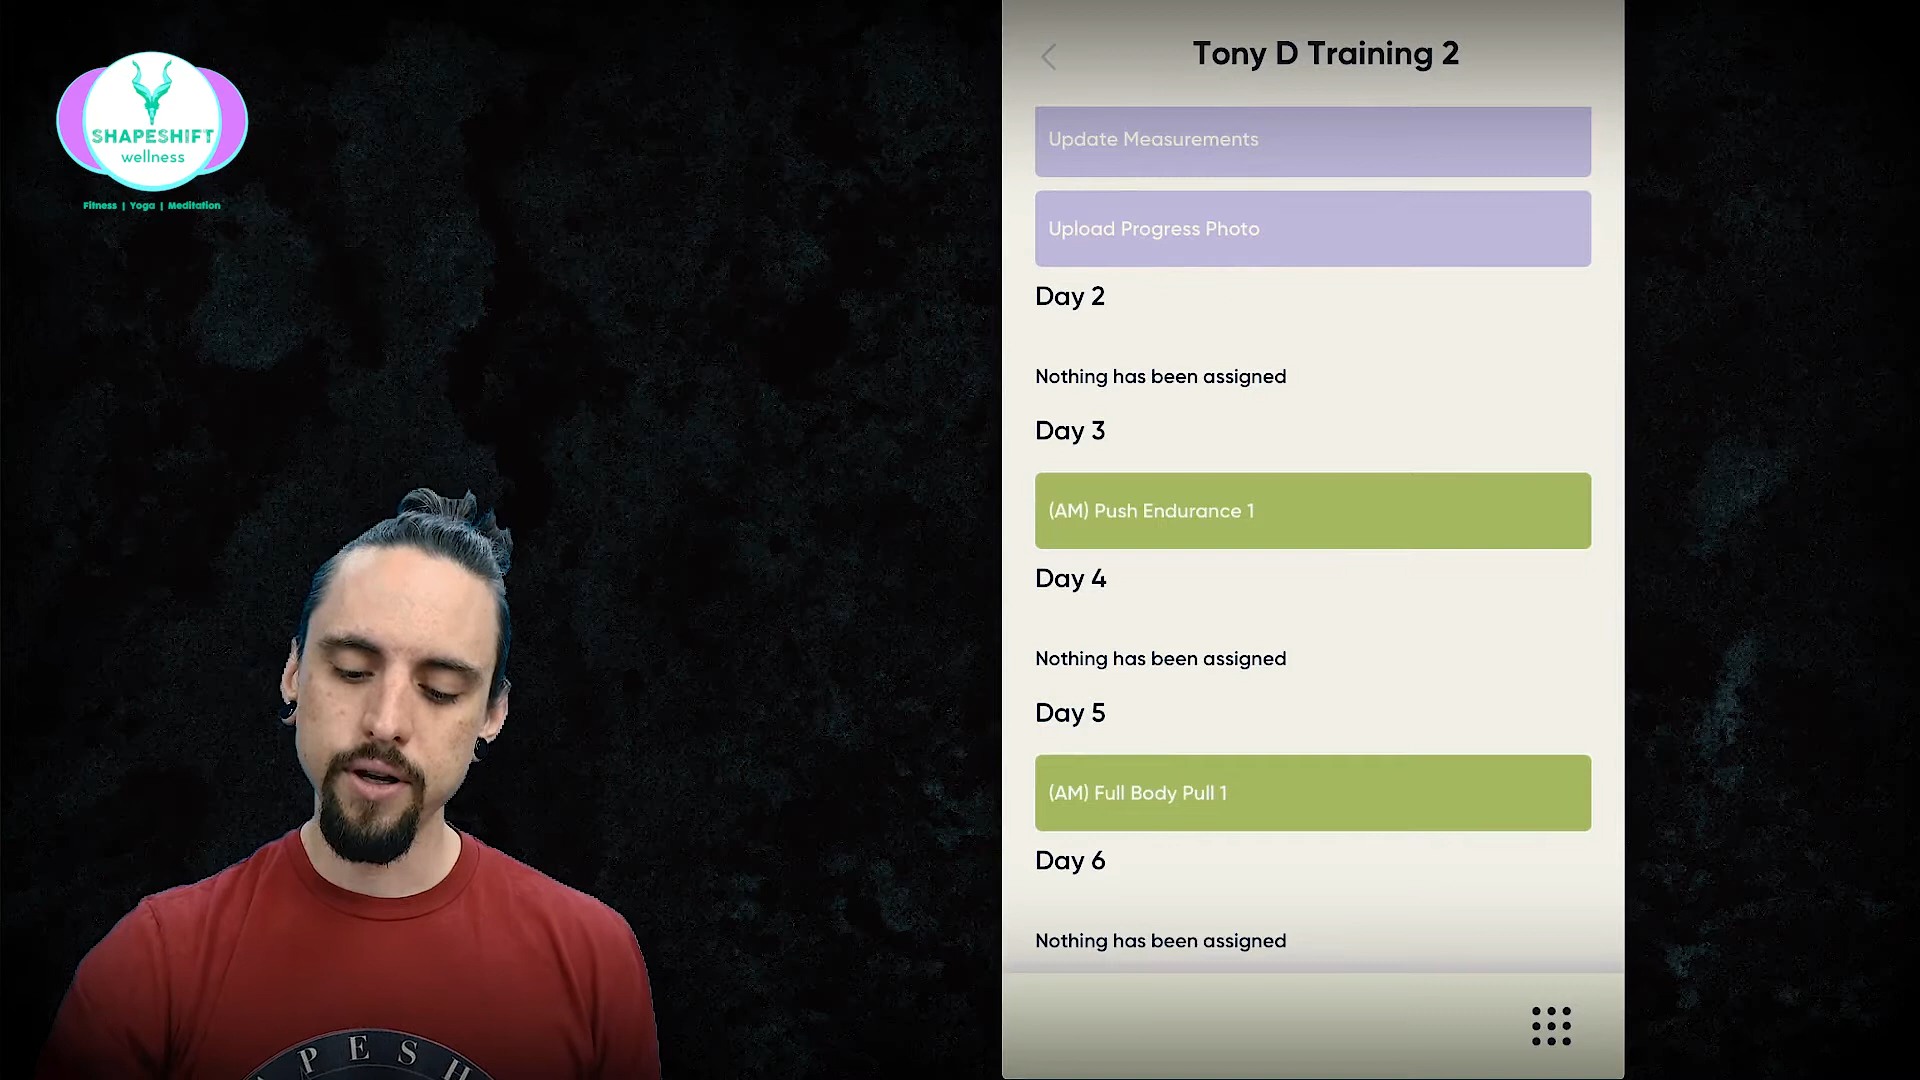 SHAPESHIFT
wellness
Fitness | Yoga | Meditation
Tony D Training 2
Update Measurements
Upload Progress Photo
Day 2
Nothing has been assigned
Day 3
(AM) Push Endurance 1
Day 4
Nothing has been assigned
Day 5
(AM) Full Body Pull 1
Day 6
Nothing has been assigned
PESH